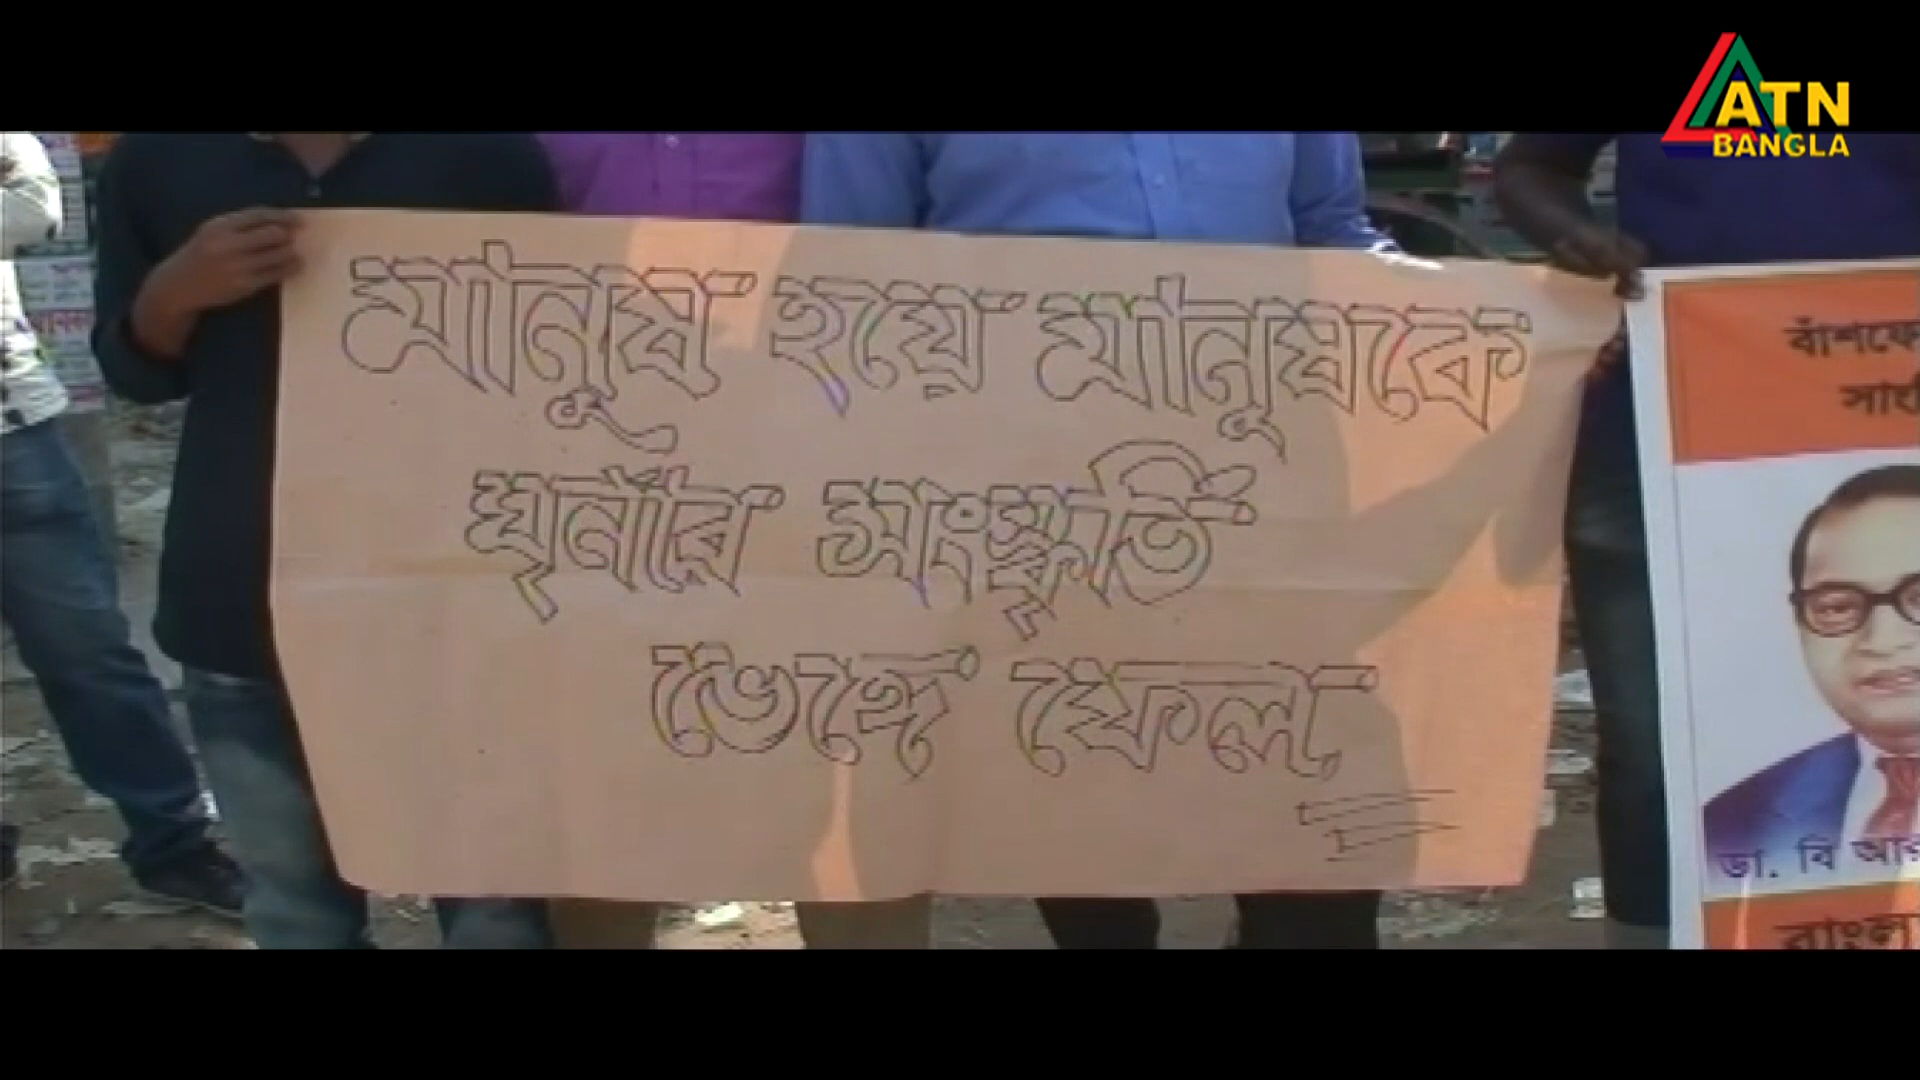 ATN
BANGLA
মানুষ হয়ে মানুষকে
ঘৃনার সংস্কৃতি
ভেঙ্গে ফেল
ডা. বি